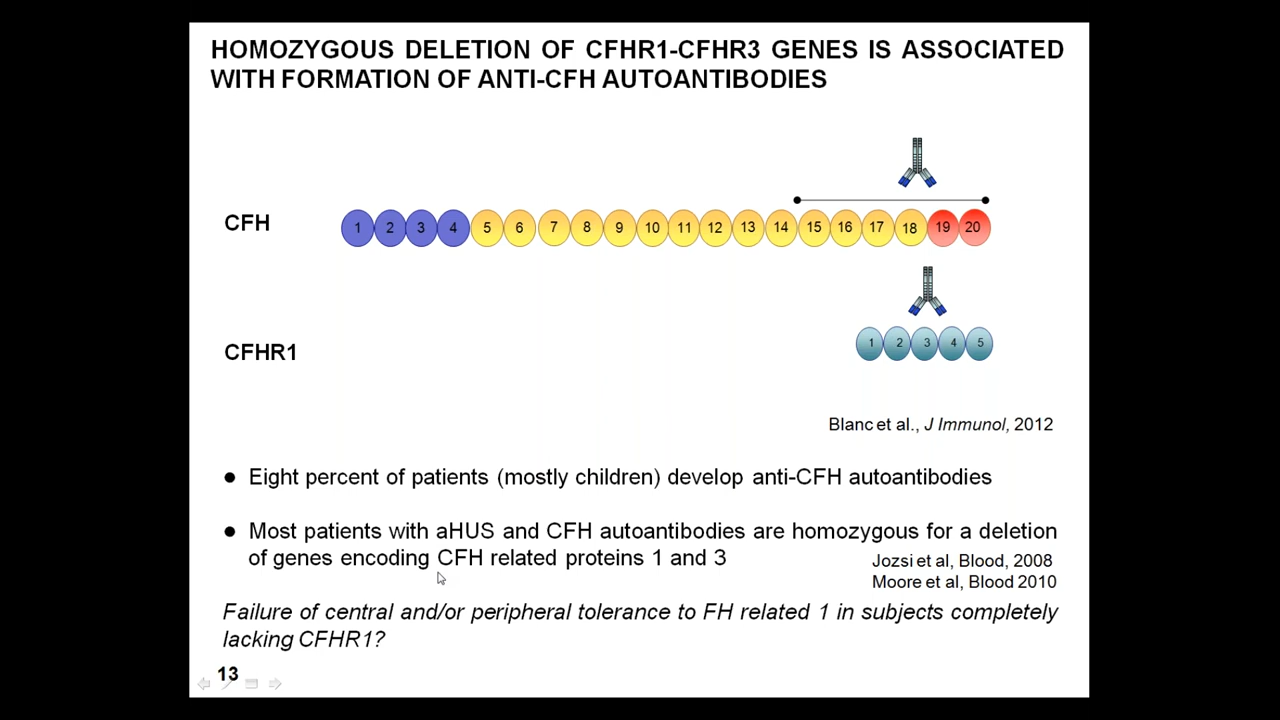 HOMOZYGOUS DELETION OF CFHR1-CFHR3 GENES IS ASSOCIATED
WITH FORMATION OF ANTI-CFH AUTOANTIBODIES
CFH
1 2 3 4 5 6 7 8 9 10 11 12 13 14 15 16 17 18 19 20
CFHR1
1 2 3 4 5
Blanc et al., J Immunol, 2012
● Eight percent of patients (mostly children) develop anti-CFH autoantibodies
● Most patients with aHUS and CFH autoantibodies are homozygous for a deletion
of genes encoding CFH related proteins 1 and 3
Jozsi et al, Blood, 2008
Moore et al, Blood 2010
Failure of central and/or peripheral tolerance to FH related 1 in subjects completely
lacking CFHR1?
13